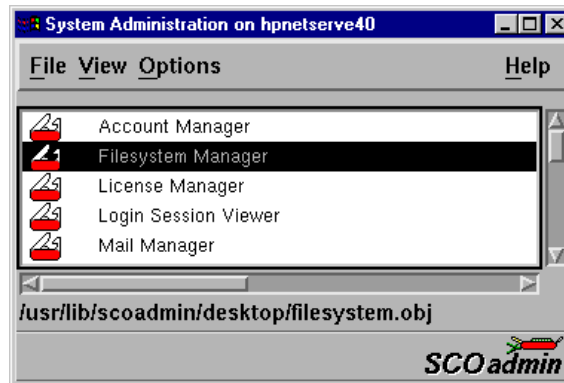 System Administration on hpnetserve40
File View Options Help
Account Manager
Filesystem Manager
License Manager
Login Session Viewer
Mail Manager
/usr/lib/scoadmin/desktop/filesystem.obj
SCOadmin